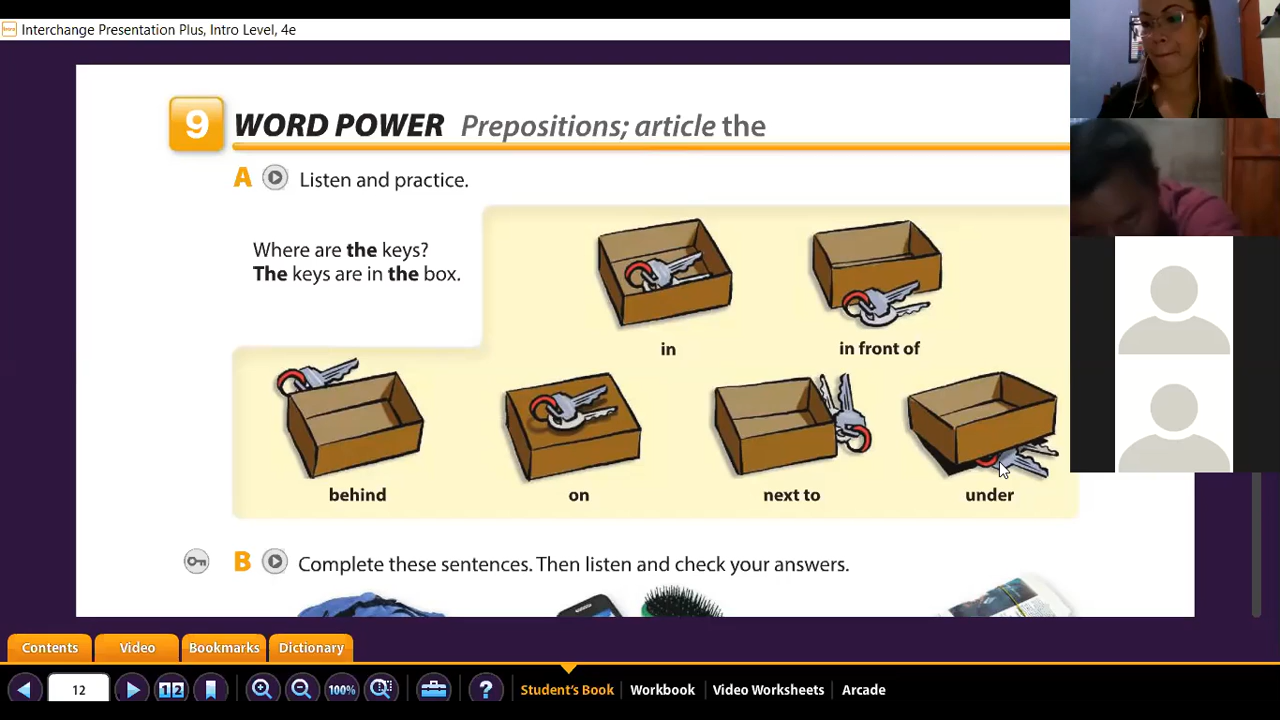 Interchange Presentation Plus, Intro Level, 4e
9 WORD POWER Prepositions; article the
A Listen and practice.
Where are the keys?
The keys are in the box.
in
in front of
behind
on
next to
under
B Complete these sentences. Then listen and check your answers.
Contents
Video
Bookmarks
Dictionary
12
12
100%
?
Student's Book
Workbook
Video Worksheets
Arcade